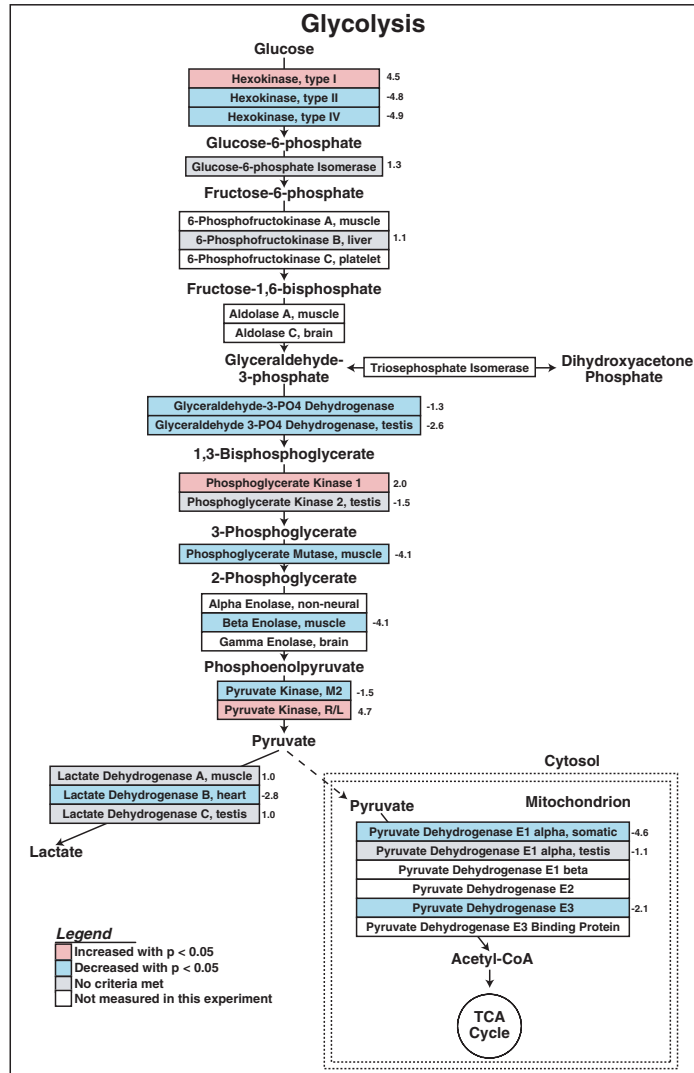 Glycolysis
Glucose
Hexokinase, type I 4.5
Hexokinase, type II -4.8
Hexokinase, type IV -4.9
Glucose-6-phosphate
Glucose-6-phosphate Isomerase 1.3
Fructose-6-phosphate
6-Phosphofructokinase A, muscle
6-Phosphofructokinase B, liver 1.1
6-Phosphofructokinase C, platelet
Fructose-1,6-bisphosphate
Aldolase A, muscle
Aldolase C, brain
Glyceraldehyde-
3-phosphate
Triosephosphate Isomerase
Dihydroxyacetone
Phosphate
Glyceraldehyde-3-PO4 Dehydrogenase -1.3
Glyceraldehyde 3-PO4 Dehydrogenase, testis -2.6
1,3-Bisphosphoglycerate
Phosphoglycerate Kinase 1 2.0
Phosphoglycerate Kinase 2, testis -1.5
3-Phosphoglycerate
Phosphoglycerate Mutase, muscle -4.1
2-Phosphoglycerate
Alpha Enolase, non-neural
Beta Enolase, muscle -4.1
Gamma Enolase, brain
Phosphoenolpyruvate
Pyruvate Kinase, M2 -1.5
Pyruvate Kinase, R/L 4.7
Pyruvate
Lactate Dehydrogenase A, muscle 1.0
Lactate Dehydrogenase B, heart -2.8
Lactate Dehydrogenase C, testis 1.0
Lactate
Cytosol
Mitochondrion
Pyruvate
Pyruvate Dehydrogenase E1 alpha, somatic -4.6
Pyruvate Dehydrogenase E1 alpha, testis -1.1
Pyruvate Dehydrogenase E1 beta
Pyruvate Dehydrogenase E2
Pyruvate Dehydrogenase E3 -2.1
Pyruvate Dehydrogenase E3 Binding Protein
Acetyl-CoA
TCA
Cycle
Legend
Increased with p < 0.05
Decreased with p < 0.05
No criteria met
Not measured in this experiment